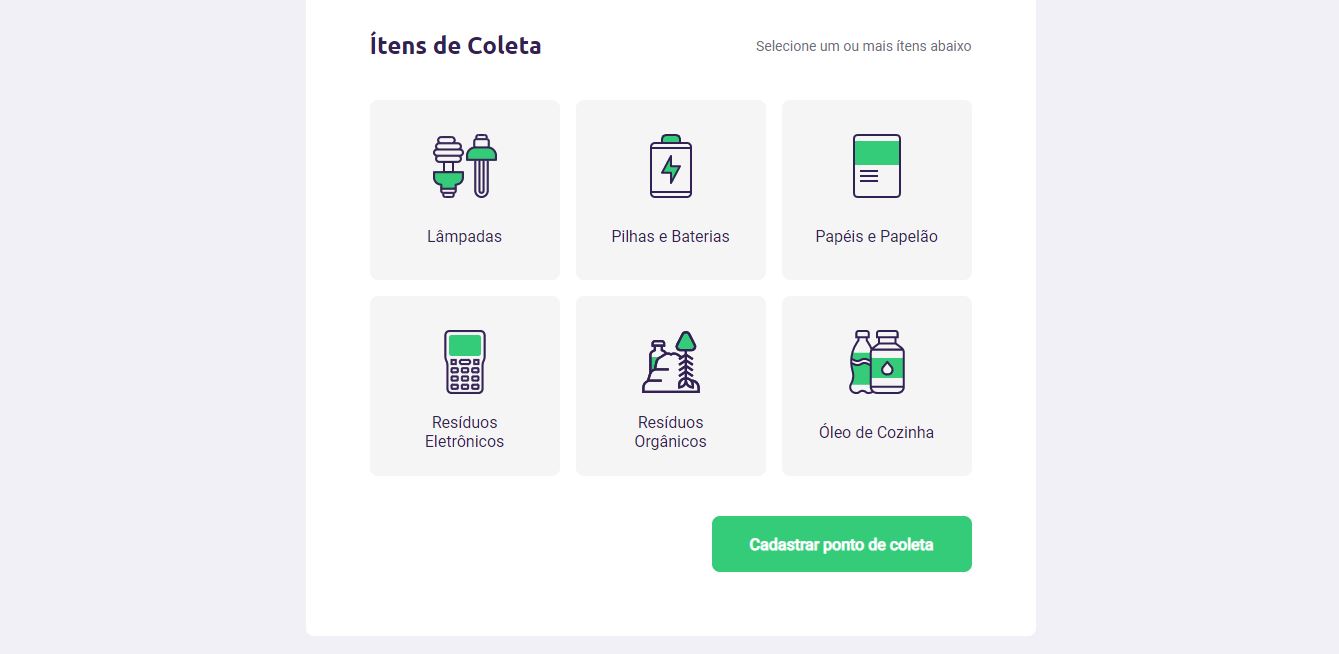 Ítens de Coleta
Selecione um ou mais ítens abaixo
Lâmpadas
Pilhas e Baterias
Papéis e Papelão
Resíduos
Eletrônicos
Resíduos
Orgânicos
Óleo de Cozinha
Cadastrar ponto de coleta